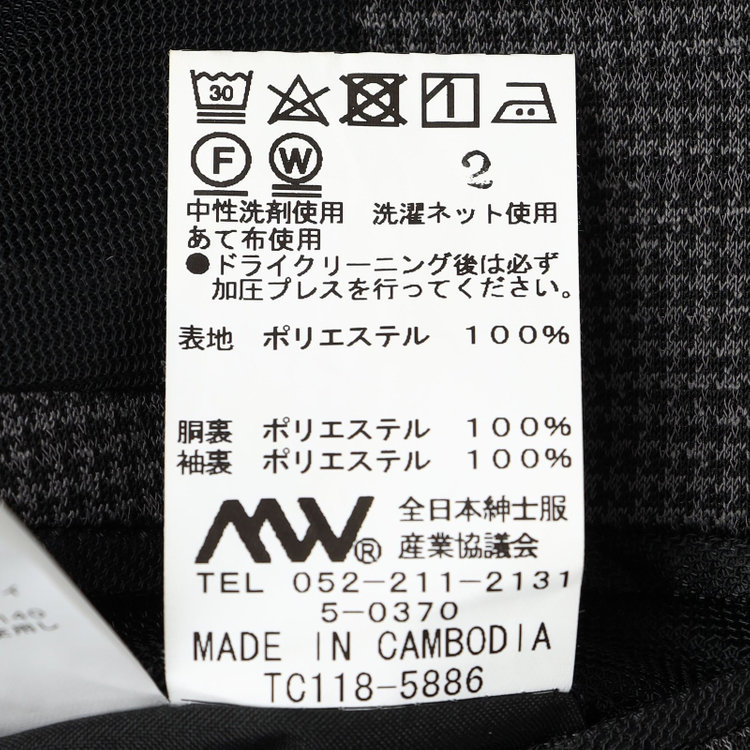 30
F W 2
中性洗剤使用 洗濯ネット使用
あて布使用
●ドライクリーニング後は必ず
加圧プレスを行ってください。
表地 ポリエステル 100%
胴裏 ポリエステル 100%
袖裏 ポリエステル 100%
MW® 全日本紳士服
産業協議会
TEL 052-211-2131
5-0370
MADE IN CAMBODIA
TC118-5886